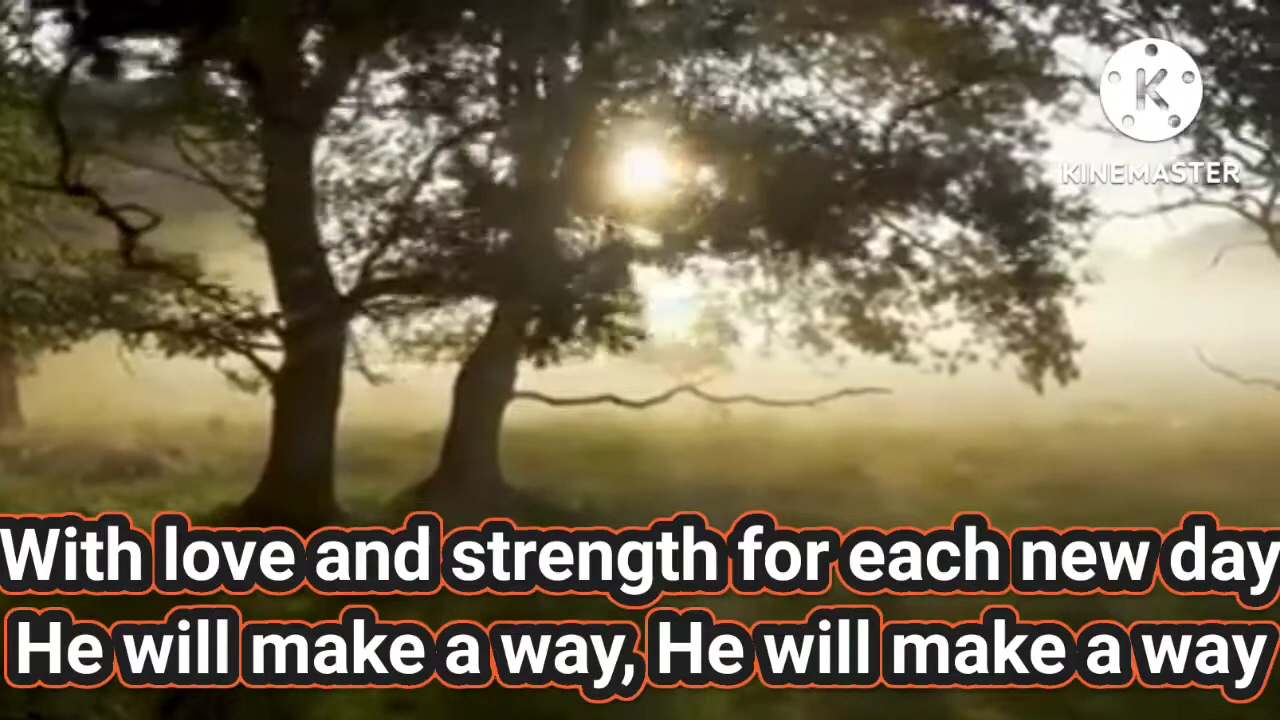 K
KINEMASTER
With love and strength for each new day
He will make a way, He will make a way